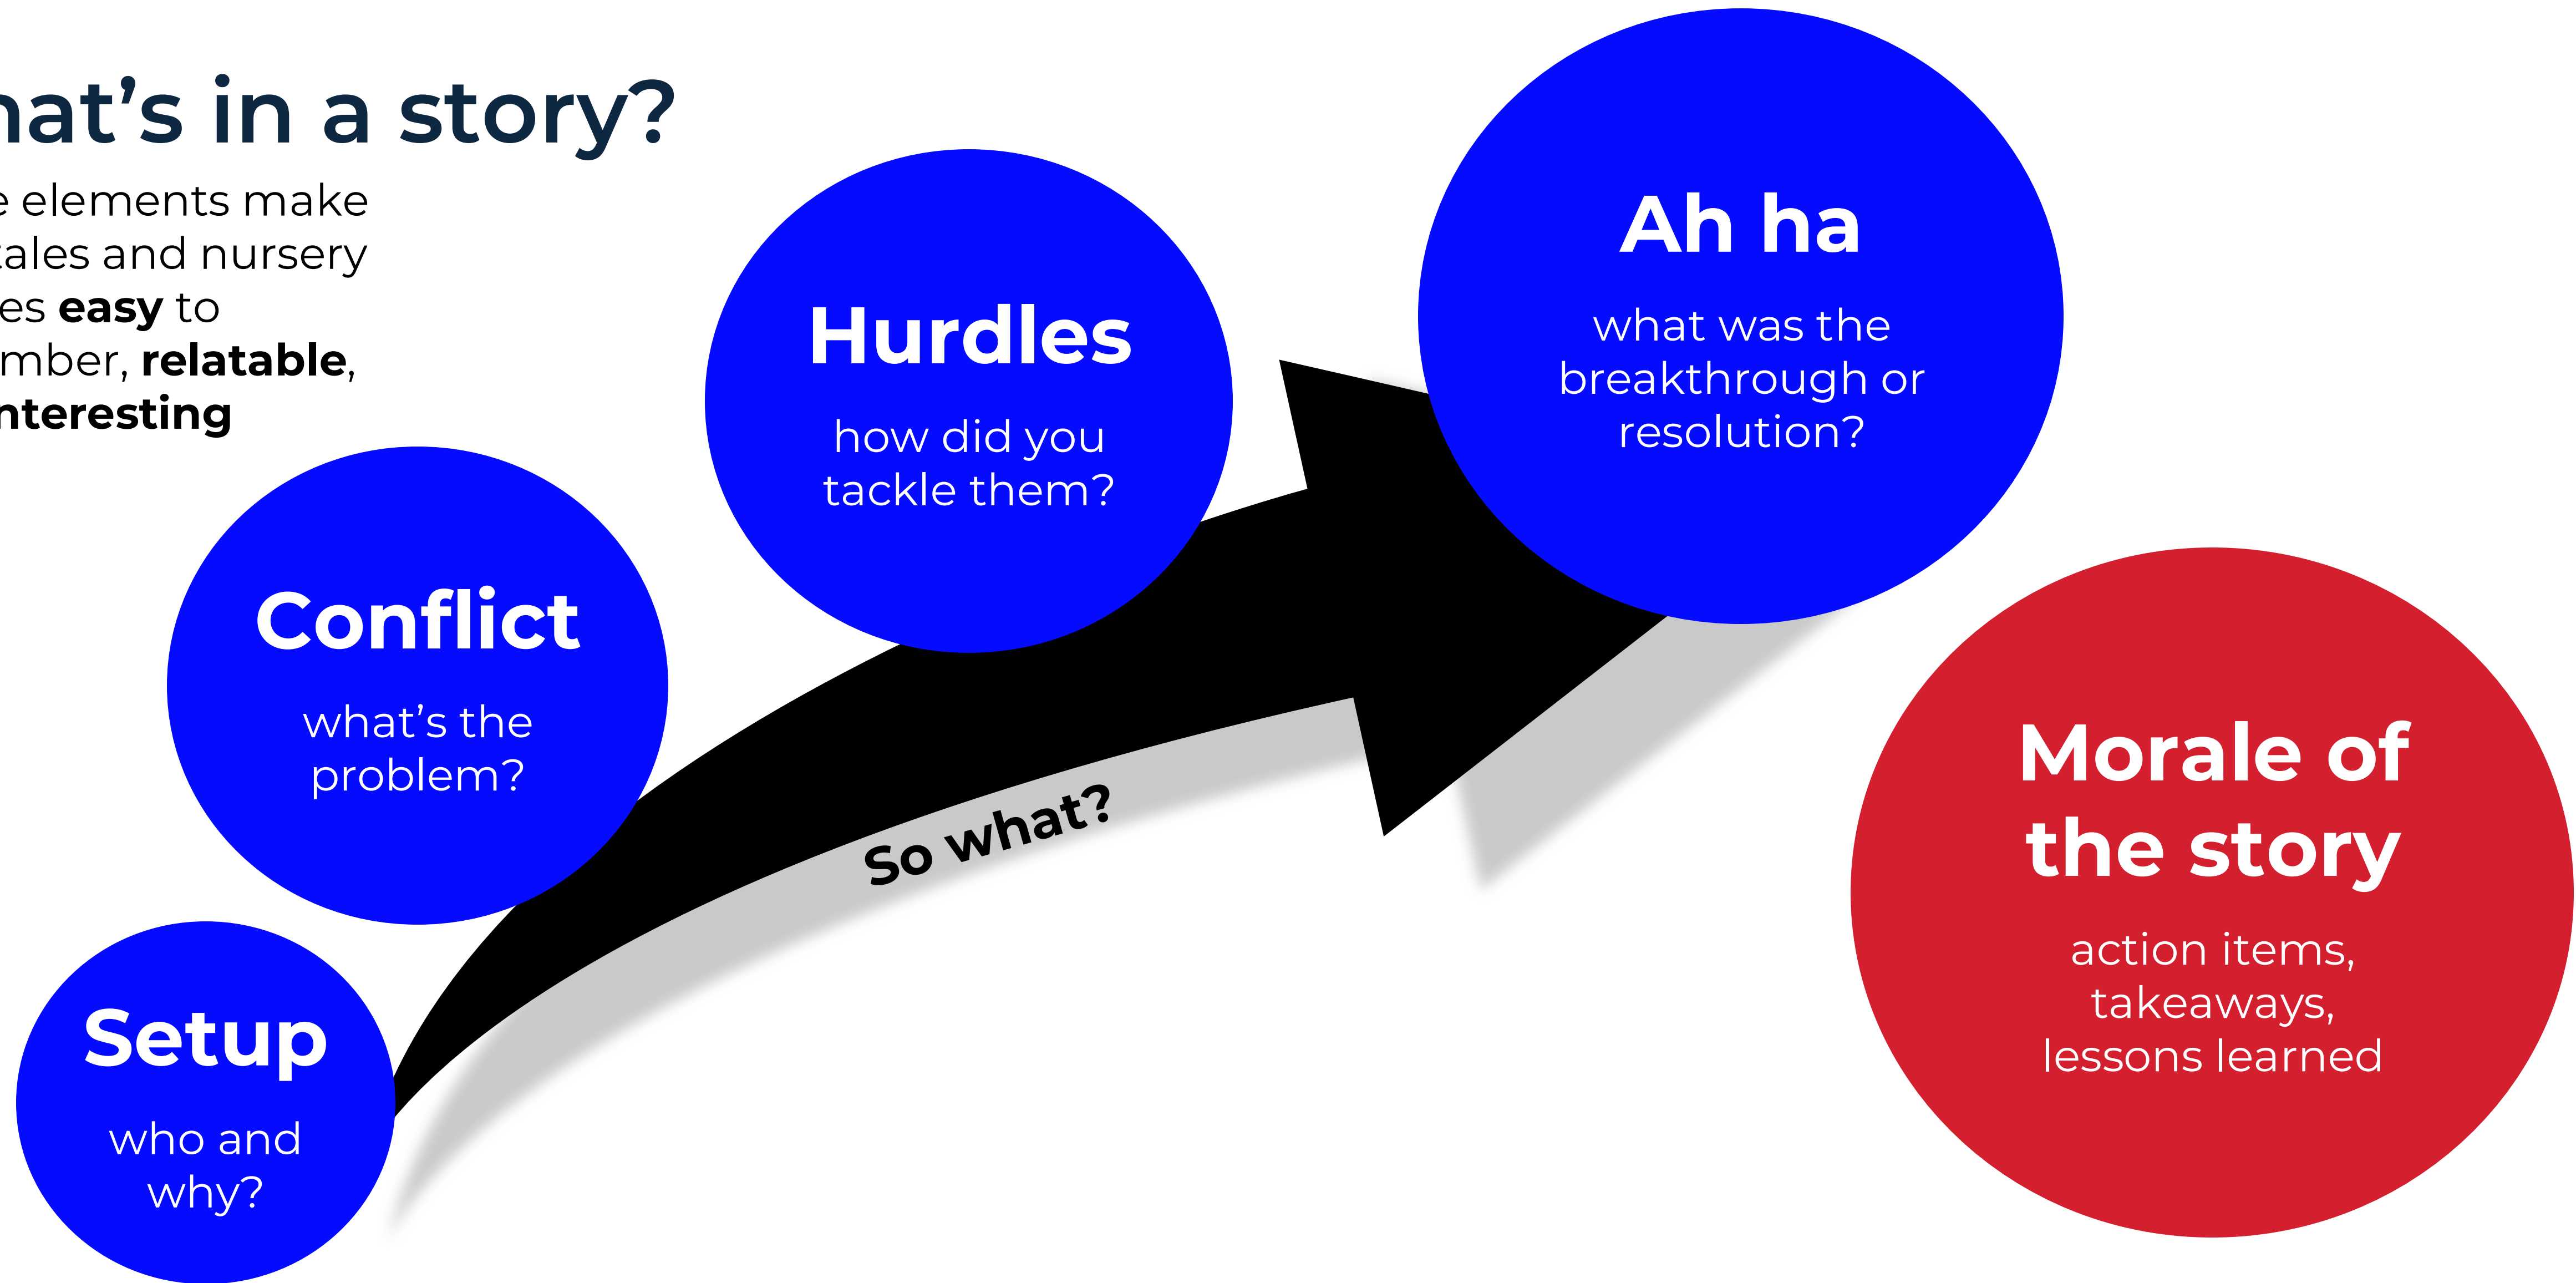 hat’s in a story?
e elements make
tales and nursery
es easy to
mber, relatable,
nteresting
Setup
who and
why?
Conflict
what’s the
problem?
Hurdles
how did you
tackle them?
Ah ha
what was the
breakthrough or
resolution?
So what?
Morale of
the story
action items,
takeaways,
lessons learned